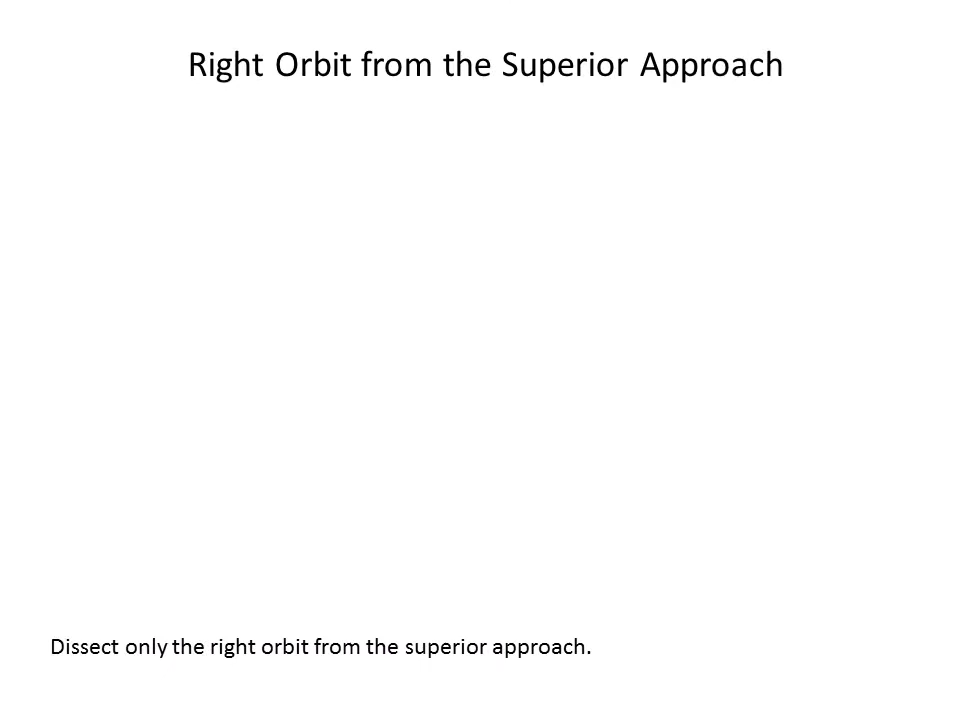 Right Orbit from the Superior Approach
Dissect only the right orbit from the superior approach.